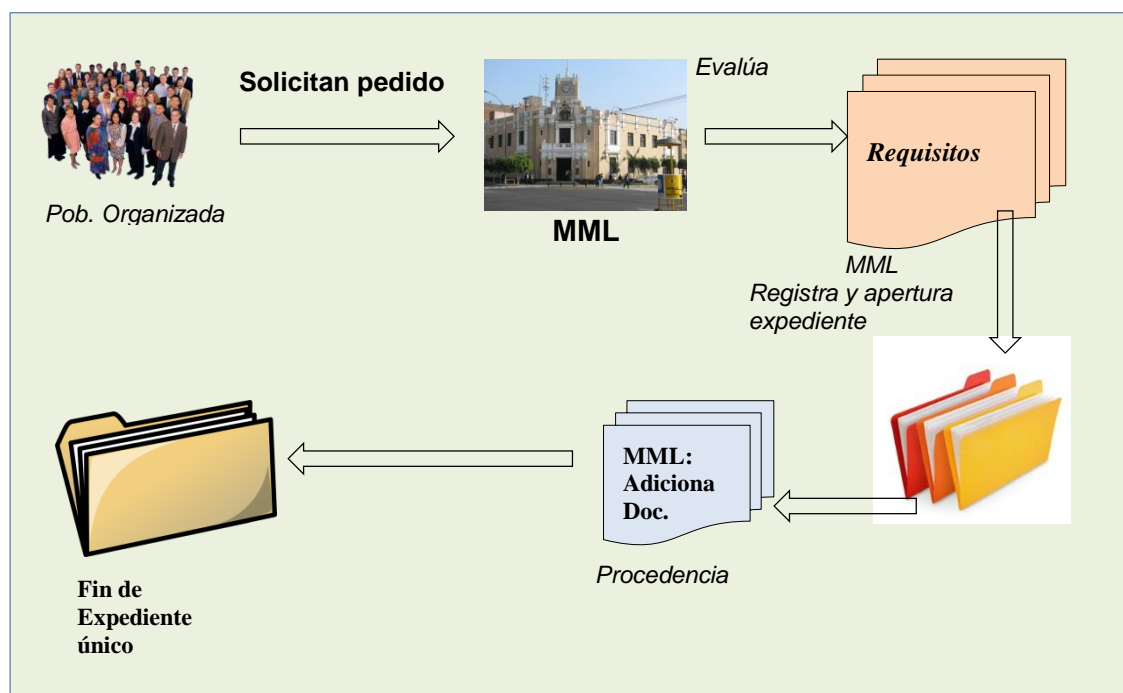 Solicitan pedido
Evalúa
Requisitos
Pob. Organizada
MML
MML
Registra y apertura
expediente
MML:
Adiciona
Doc.
Procedencia
Fin de
Expediente
único